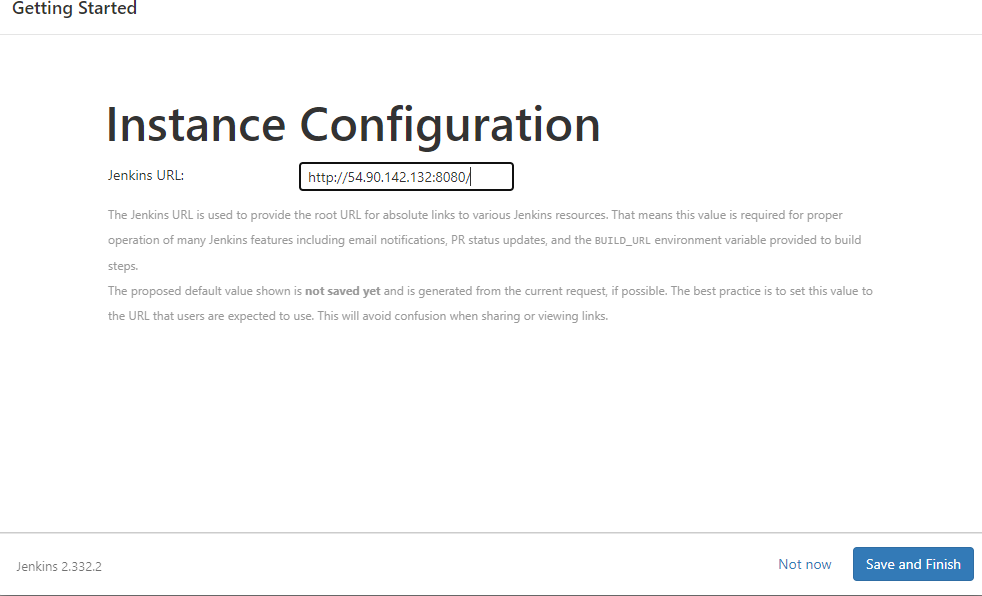 Getting Started
Instance Configuration
Jenkins URL:
http://54.90.142.132:8080/
The Jenkins URL is used to provide the root URL for absolute links to various Jenkins resources. That means this value is required for proper
operation of many Jenkins features including email notifications, PR status updates, and the BUILD_URL environment variable provided to build
steps.
The proposed default value shown is not saved yet and is generated from the current request, if possible. The best practice is to set this value to
the URL that users are expected to use. This will avoid confusion when sharing or viewing links.
Jenkins 2.332.2
Not now
Save and Finish